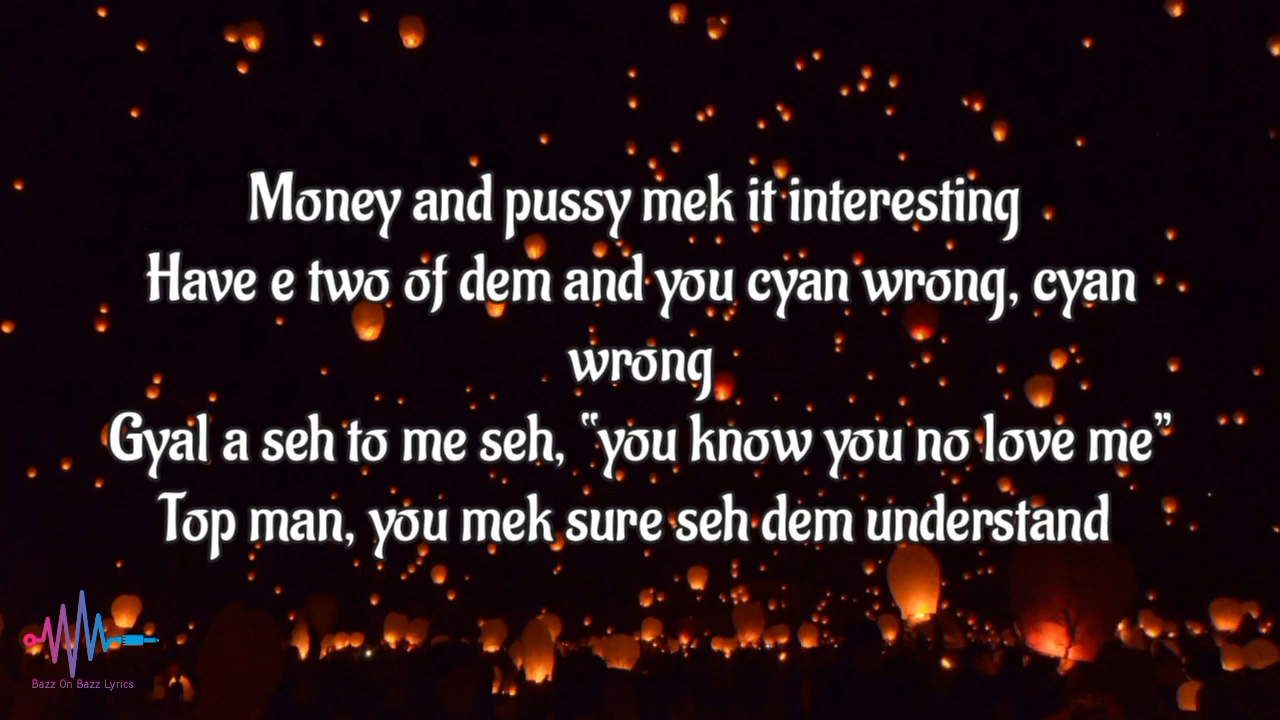 Money and pussy mek it interesting
Have e two of dem and you cyan wrong, cyan
wrong
Gyal a seh to me seh, “you know you no love me”
Top man, you mek sure seh dem understand
Bazz On Bazz Lyrics